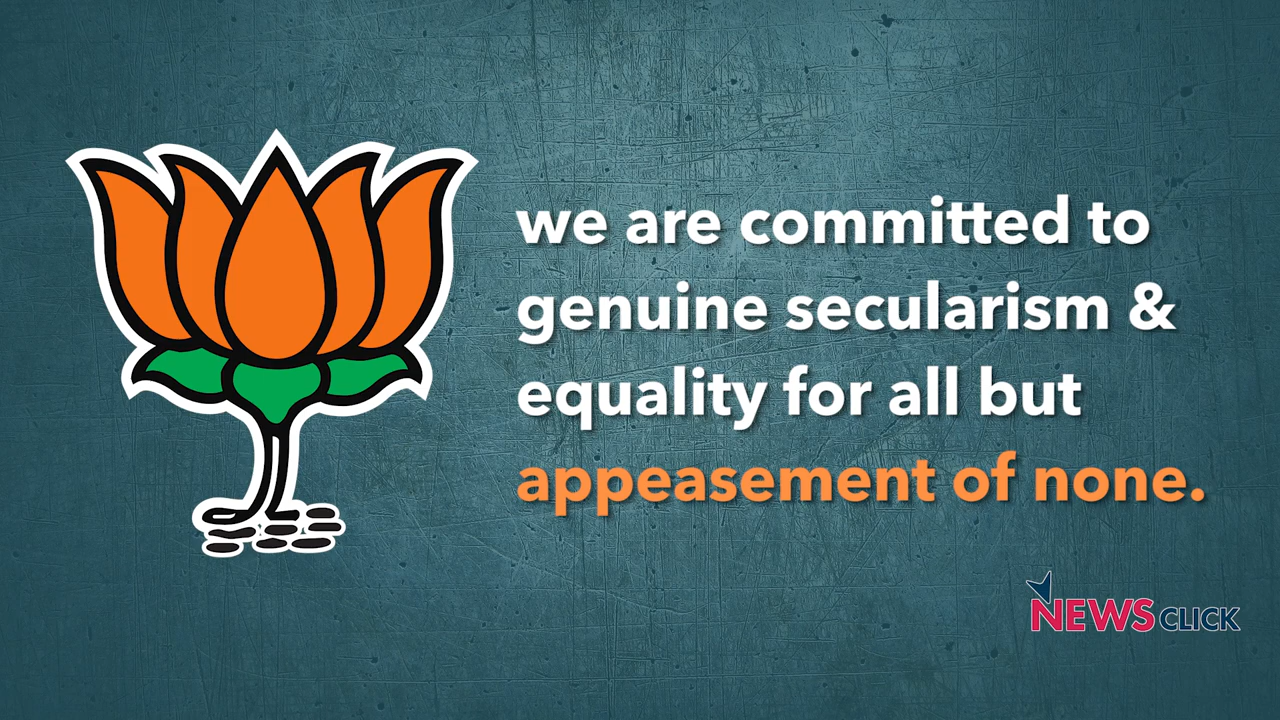 we are committed to
genuine secularism &
equality for all but
appeasement of none.
NEWSCLICK